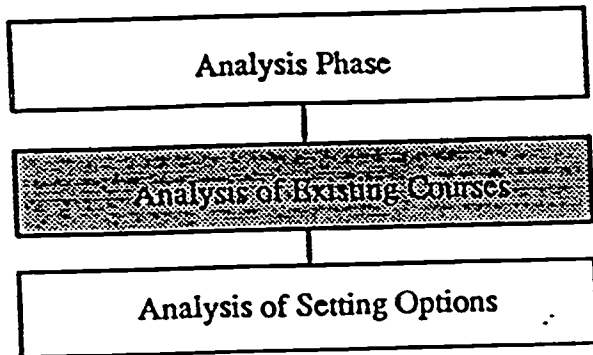 Analysis Phase
Analysis of Existing Courses
Analysis of Setting Options